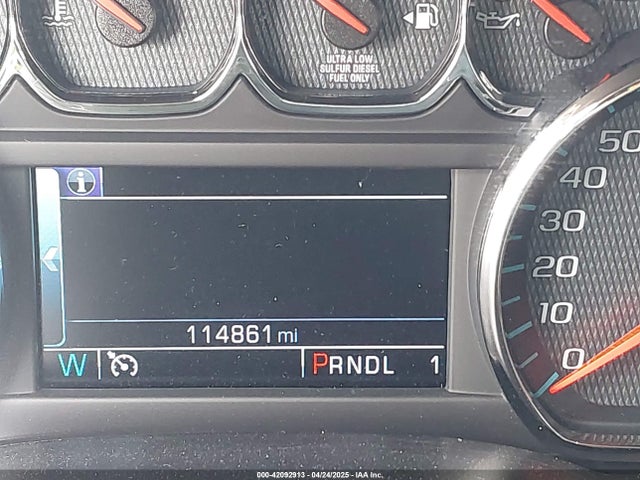 ULTRA LOW
SULFUR DIESEL
FUEL ONLY
i
114861 mi
W
PRNDL 1
50
40
30
20
10
0
000-42092913 - 04/24/2025 - IAA Inc.